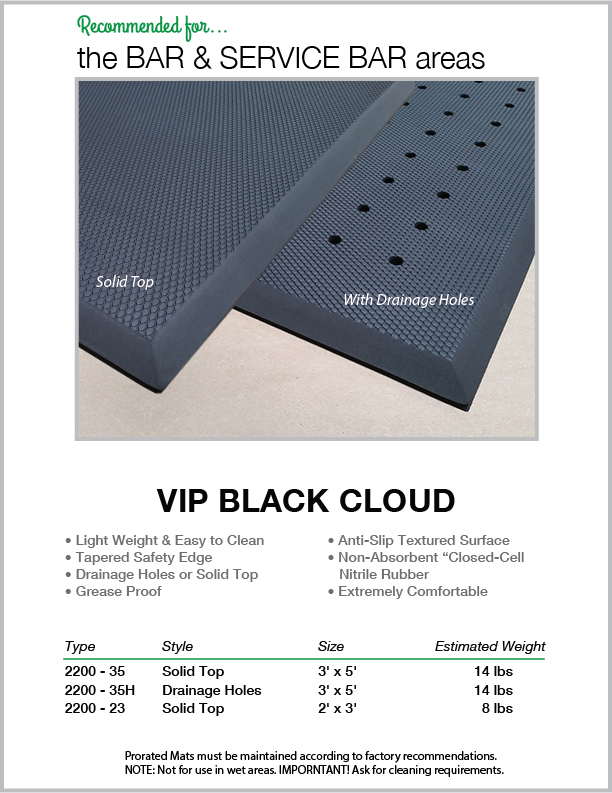 Recommended for...
the BAR & SERVICE BAR areas
Solid Top
With Drainage Holes
VIP BLACK CLOUD
• Light Weight & Easy to Clean
• Tapered Safety Edge
• Drainage Holes or Solid Top
• Grease Proof
• Anti-Slip Textured Surface
• Non-Absorbent “Closed-Cell
Nitrile Rubber
• Extremely Comfortable
Type Style Size Estimated Weight
2200 - 35 Solid Top 3' x 5' 14 lbs
2200 - 35H Drainage Holes 3' x 5' 14 lbs
2200 - 23 Solid Top 2' x 3' 8 lbs
Prorated Mats must be maintained according to factory recommendations.
NOTE: Not for use in wet areas. IMPORNTANT! Ask for cleaning requirements.